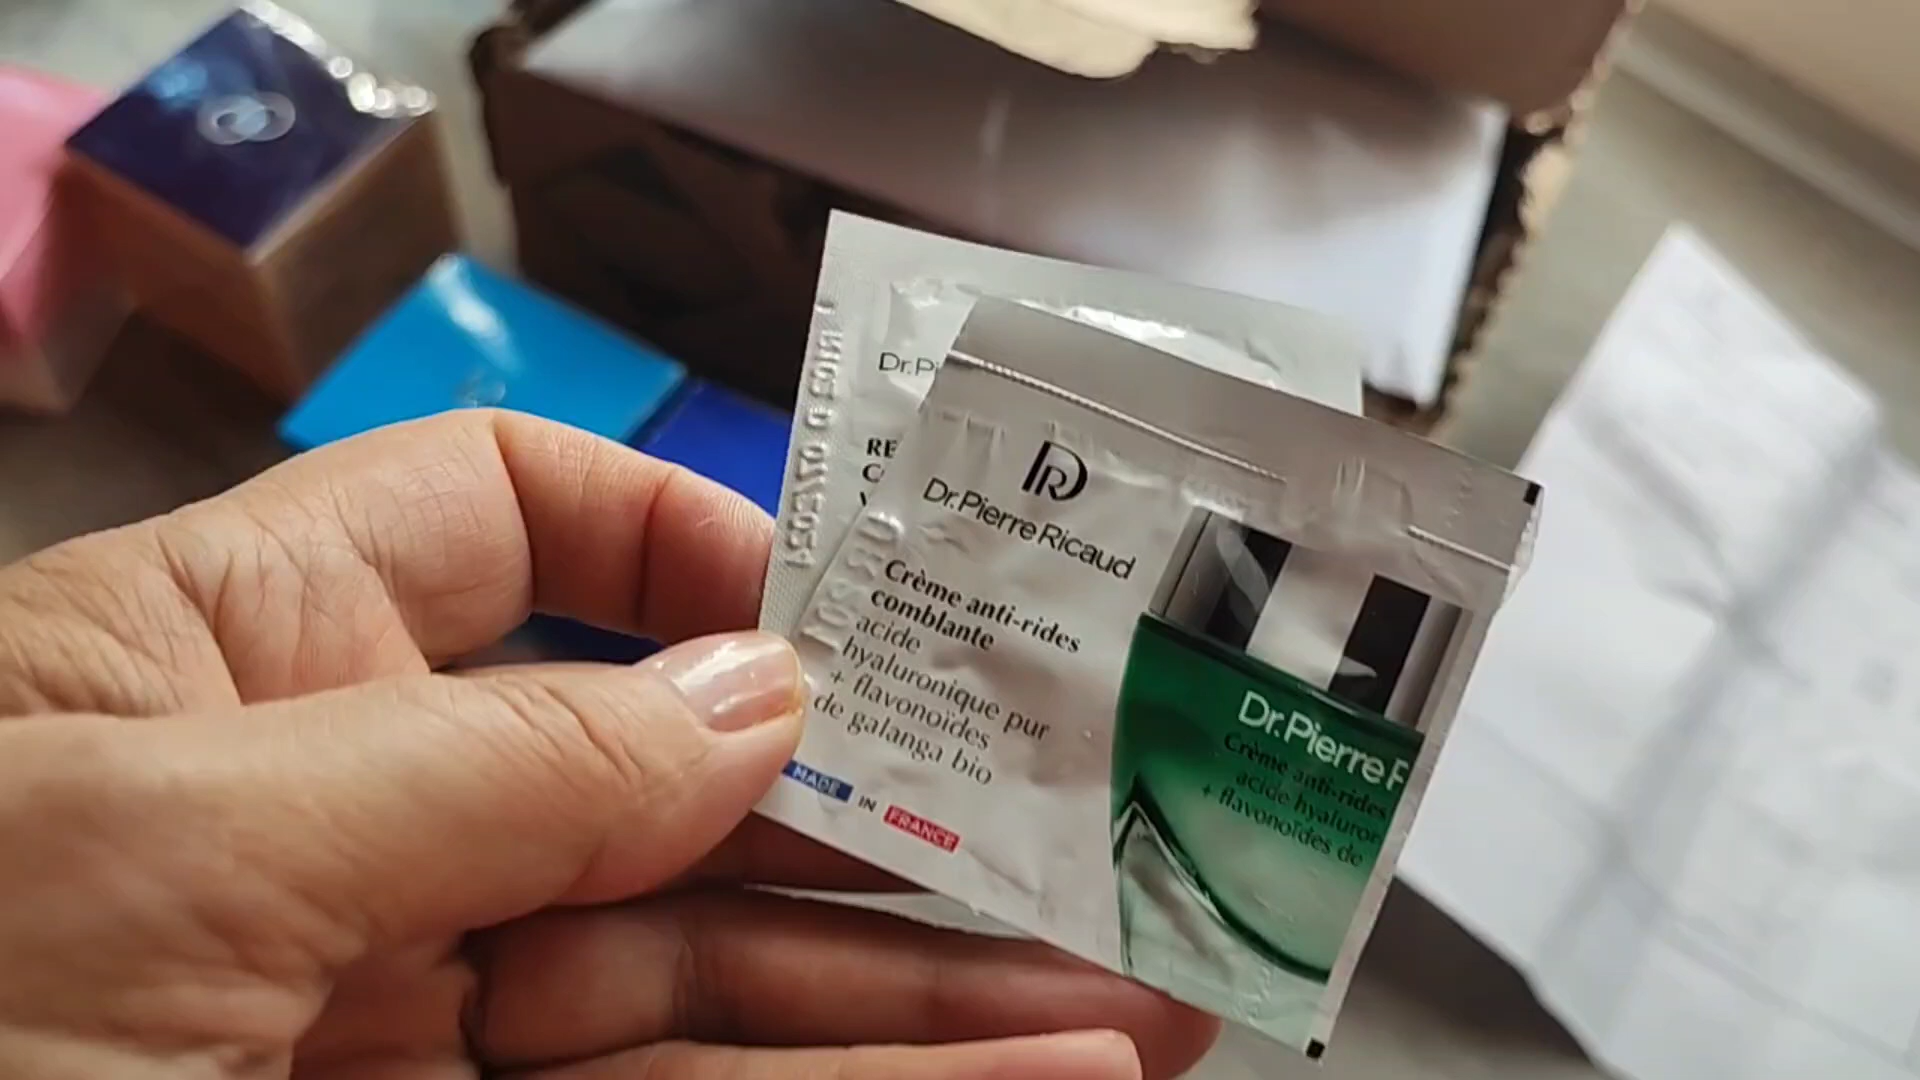 Dr.Pi
RE
Dr.Pierre Ricaud
Crème anti-rides
comblante
acide
hyaluronique pur
+ flavonoïdes
de galanga bio
MADE IN FRANCE
Dr.Pierre R
Crème anti-rides
acide hyaluron
+ flavonoïdes de